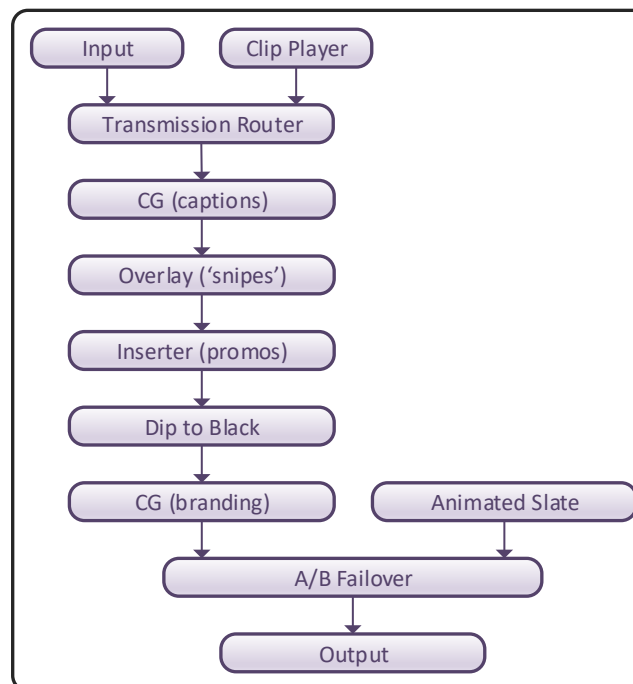 Input
Clip Player
Transmission Router
CG (captions)
Overlay (‘snipes’)
Inserter (promos)
Dip to Black
CG (branding)
Animated Slate
A/B Failover
Output